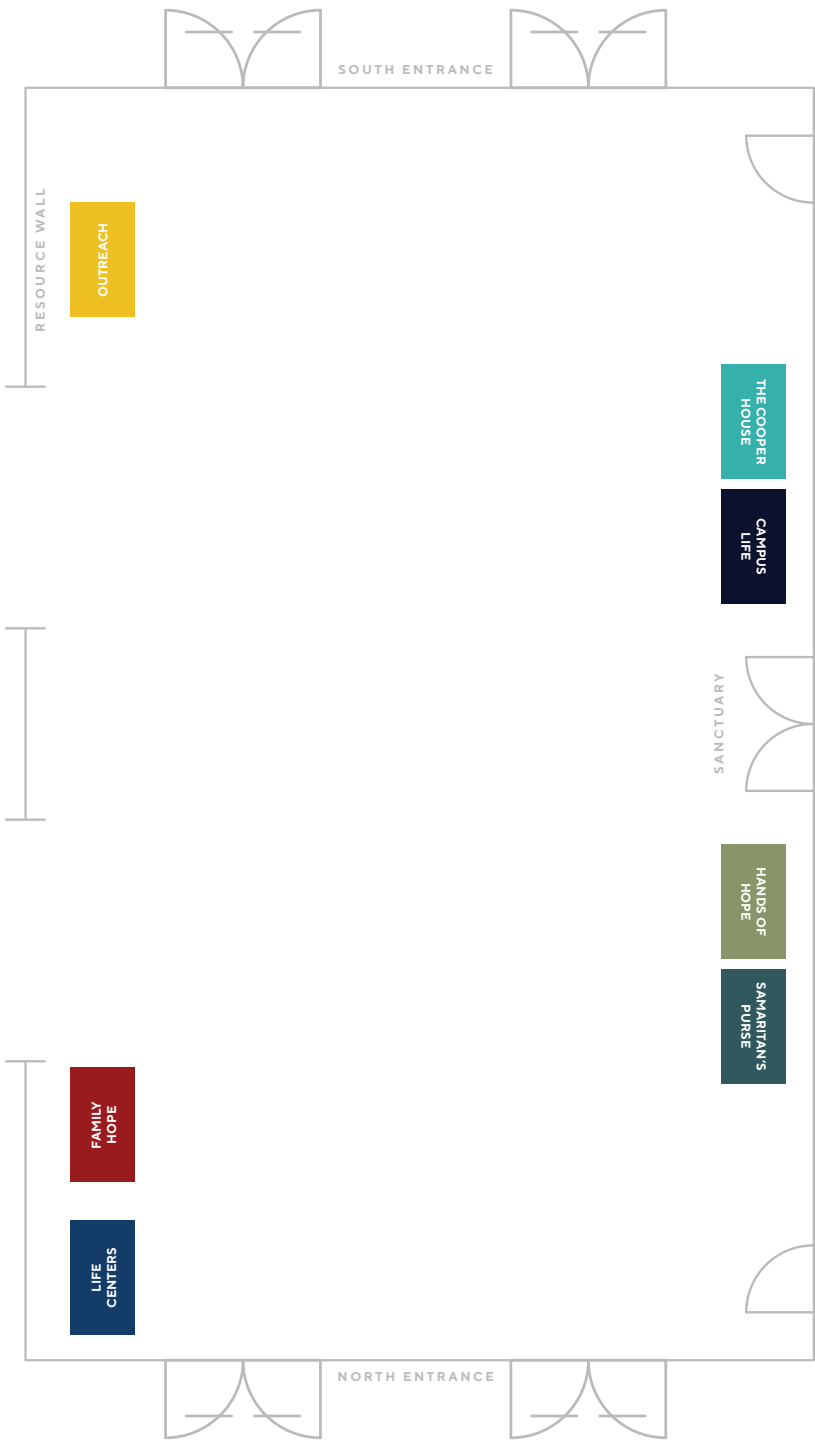 SOUTH ENTRANCE
RESOURCE WALL
OUTREACH
THE COOPER
HOUSE
CAMPUS
LIFE
SANCTUARY
HANDS OF
HOPE
SAMARITAN'S
PURSE
FAMILY
HOPE
LIFE
CENTERS
NORTH ENTRANCE